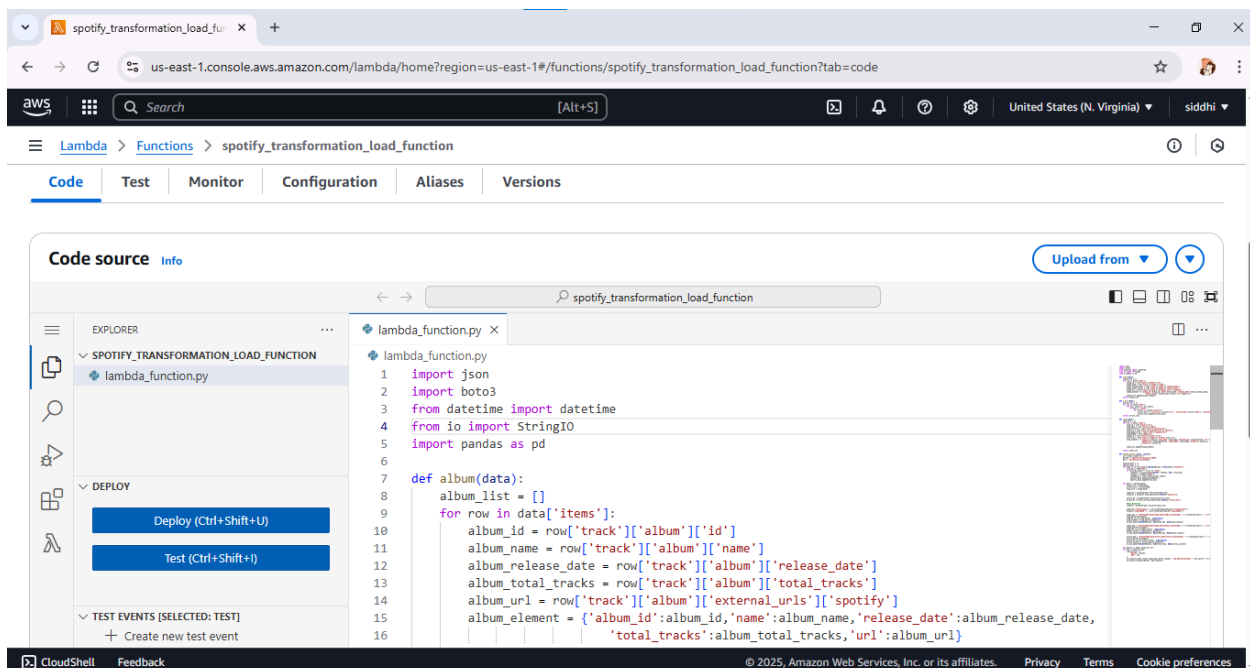 spotify_transformation_load_fu
us-east-1.console.aws.amazon.com/lambda/home?region=us-east-1#/functions/spotify_transformation_load_function?tab=code
aws Search [Alt+S] United States (N. Virginia) siddhi
Lambda > Functions > spotify_transformation_load_function
Code Test Monitor Configuration Aliases Versions
Code source Info Upload from
spotify_transformation_load_function
EXPLORER
SPOTIFY_TRANSFORMATION_LOAD_FUNCTION
lambda_function.py
DEPLOY
Deploy (Ctrl+Shift+U)
Test (Ctrl+Shift+I)
TEST EVENTS [SELECTED: TEST]
+ Create new test event
lambda_function.py
lambda_function.py
1 import json
2 import boto3
3 from datetime import datetime
4 from io import StringIO
5 import pandas as pd
6
7 def album(data):
8 album_list = []
9 for row in data['items']:
10 album_id = row['track']['album']['id']
11 album_name = row['track']['album']['name']
12 album_release_date = row['track']['album']['release_date']
13 album_total_tracks = row['track']['album']['total_tracks']
14 album_url = row['track']['album']['external_urls']['spotify']
15 album_element = {'album_id':album_id,'name':album_name,'release_date':album_release_date,
16 'total_tracks':album_total_tracks,'url':album_url}
CloudShell Feedback © 2025, Amazon Web Services, Inc. or its affiliates. Privacy Terms Cookie preferences